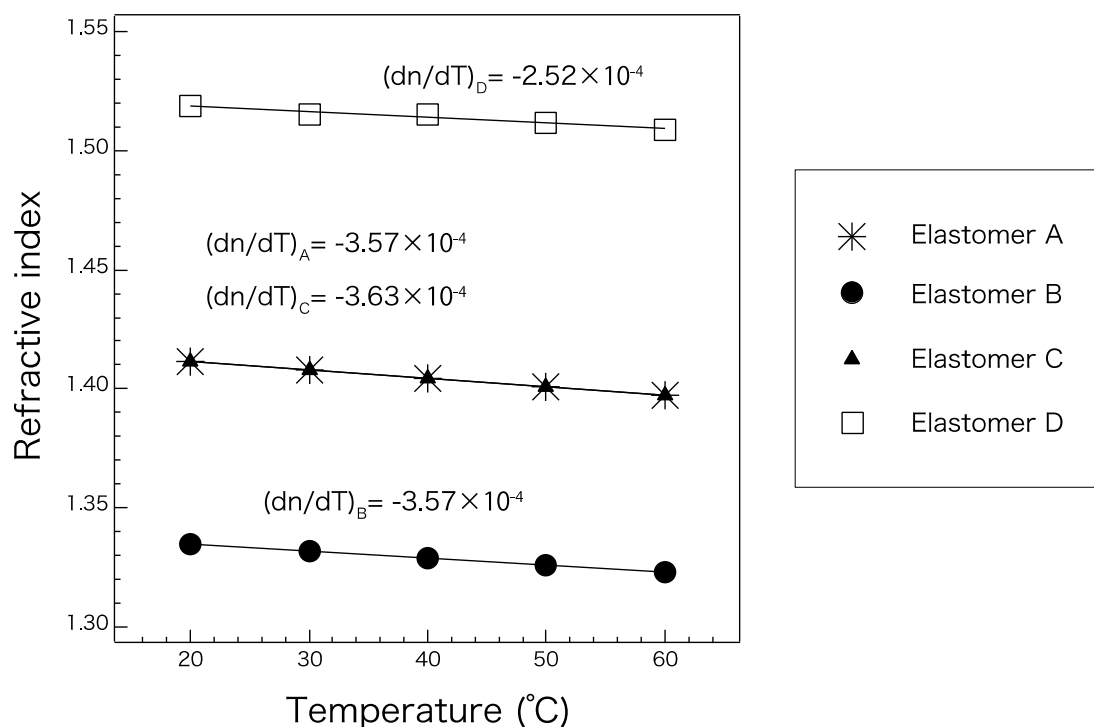 1.55
(dn/dT)D= -2.52×10-4
1.50
Refractive index
(dn/dT)A= -3.57×10-4
1.45
(dn/dT)C= -3.63×10-4
1.40
(dn/dT)B= -3.57×10-4
1.35
1.30
20 30 40 50 60
Temperature (°C)
Elastomer A
Elastomer B
Elastomer C
Elastomer D